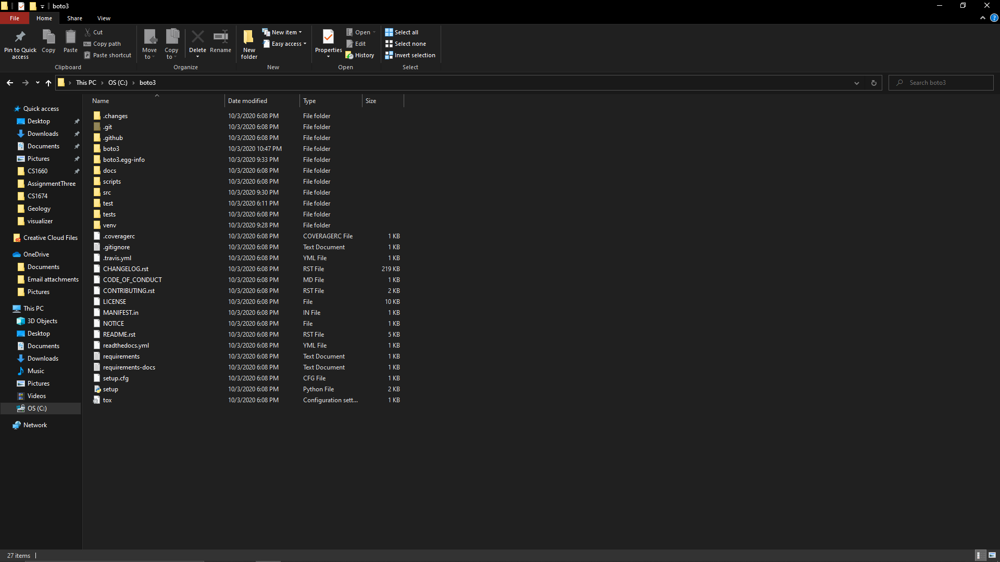 boto3
File Home Share View
Pin to Quick access
Copy
Paste
Cut
Copy path
Paste shortcut
Clipboard
Move to
Copy to
Delete
Rename
Organize
New folder
New item
Easy access
New
Properties
Open
Edit
History
Open
Select all
Select none
Invert selection
Select
This PC > OS (C:) > boto3
Search boto3
Quick access
Desktop
Downloads
Documents
Pictures
CS1660
AssignmentThree
CS1674
Geology
visualizer
Creative Cloud Files
OneDrive
Documents
Email attachments
Pictures
This PC
3D Objects
Desktop
Documents
Downloads
Music
Pictures
Videos
OS (C:)
Network
Name Date modified Type Size
.changes 10/3/2020 6:08 PM File folder
.git 10/3/2020 6:08 PM File folder
.github 10/3/2020 6:08 PM File folder
boto3 10/3/2020 10:47 PM File folder
boto3.egg-info 10/3/2020 9:33 PM File folder
docs 10/3/2020 6:08 PM File folder
scripts 10/3/2020 6:08 PM File folder
src 10/3/2020 9:30 PM File folder
test 10/3/2020 6:11 PM File folder
tests 10/3/2020 6:08 PM File folder
venv 10/3/2020 9:28 PM File folder
.coveragerc 10/3/2020 6:08 PM COVERAGERC File 1 KB
.gitignore 10/3/2020 6:08 PM Text Document 1 KB
.travis.yml 10/3/2020 6:08 PM YML File 1 KB
CHANGELOG.rst 10/3/2020 6:08 PM RST File 219 KB
CODE_OF_CONDUCT 10/3/2020 6:08 PM MD File 1 KB
CONTRIBUTING.rst 10/3/2020 6:08 PM RST File 2 KB
LICENSE 10/3/2020 6:08 PM File 10 KB
MANIFEST.in 10/3/2020 6:08 PM IN File 1 KB
NOTICE 10/3/2020 6:08 PM File 1 KB
README.rst 10/3/2020 6:08 PM RST File 5 KB
readthedocs.yml 10/3/2020 6:08 PM YML File 1 KB
requirements 10/3/2020 6:08 PM Text Document 1 KB
requirements-docs 10/3/2020 6:08 PM Text Document 1 KB
setup.cfg 10/3/2020 6:08 PM CFG File 1 KB
setup 10/3/2020 6:08 PM Python File 2 KB
tox 10/3/2020 6:08 PM Configuration sett... 1 KB
27 items